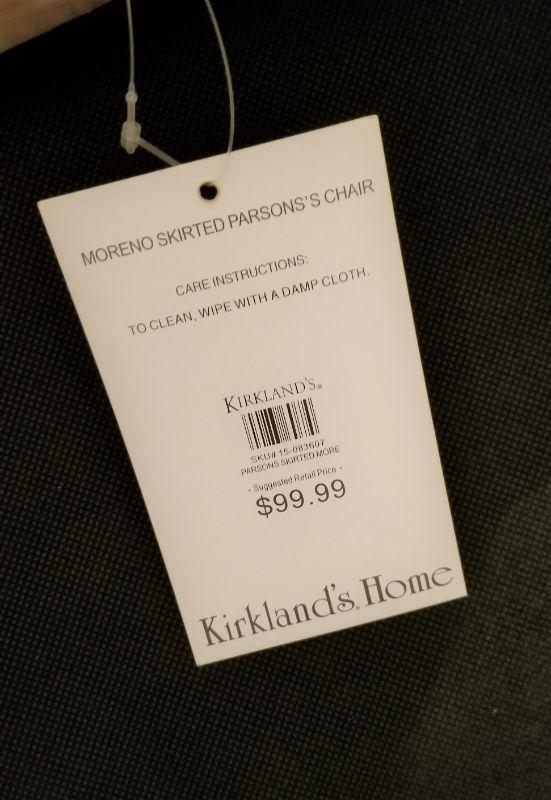 MORENO SKIRTED PARSONS'S CHAIR
CARE INSTRUCTIONS:
TO CLEAN, WIPE WITH A DAMP CLOTH.
KIRKLAND'S®
SKU# 15-083607
PARSONS SKIRTED MORE
- Suggested Retail Price -
$99.99
Kirkland's® Home